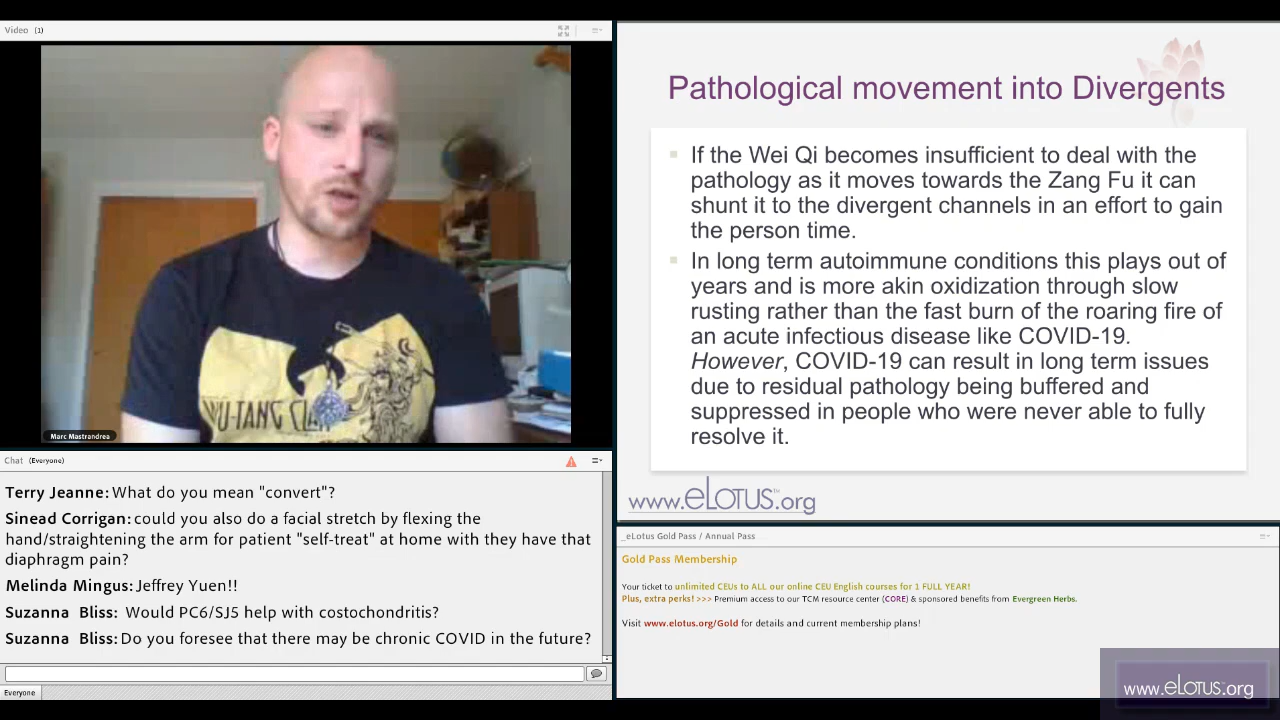 Video (1)
WU-TANG CLA
Marc Mastrandrea
Chat (Everyone)
Terry Jeanne: What do you mean "convert"?
Sinead Corrigan: could you also do a facial stretch by flexing the
hand/straightening the arm for patient "self-treat" at home with they have that
diaphragm pain?
Melinda Mingus: Jeffrey Yuen!!
Suzanna Bliss: Would PC6/SJ5 help with costochondritis?
Suzanna Bliss: Do you foresee that there may be chronic COVID in the future?
Everyone
Pathological movement into Divergents
If the Wei Qi becomes insufficient to deal with the
pathology as it moves towards the Zang Fu it can
shunt it to the divergent channels in an effort to gain
the person time.
In long term autoimmune conditions this plays out of
years and is more akin oxidization through slow
rusting rather than the fast burn of the roaring fire of
an acute infectious disease like COVID-19.
However, COVID-19 can result in long term issues
due to residual pathology being buffered and
suppressed in people who were never able to fully
resolve it.
www.eLOTUS.org
_eLotus Gold Pass / Annual Pass
Gold Pass Membership
Your ticket to unlimited CEUs to ALL our online CEU English courses for 1 FULL YEAR!
Plus, extra perks! >>> Premium access to our TCM resource center (CORE) & sponsored benefits from Evergreen Herbs.
Visit www.elotus.org/Gold for details and current membership plans!
www.eLOTUS.org